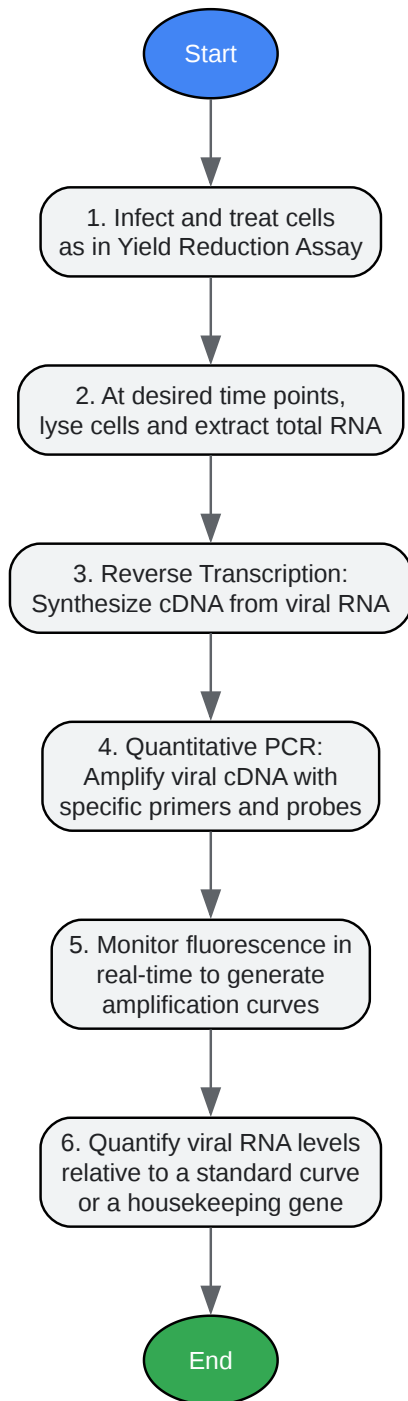 Start
1. Infect and treat cells
as in Yield Reduction Assay
2. At desired time points,
lyse cells and extract total RNA
3. Reverse Transcription:
Synthesize cDNA from viral RNA
4. Quantitative PCR:
Amplify viral cDNA with
specific primers and probes
5. Monitor fluorescence in
real-time to generate
amplification curves
6. Quantify viral RNA levels
relative to a standard curve
or a housekeeping gene
End